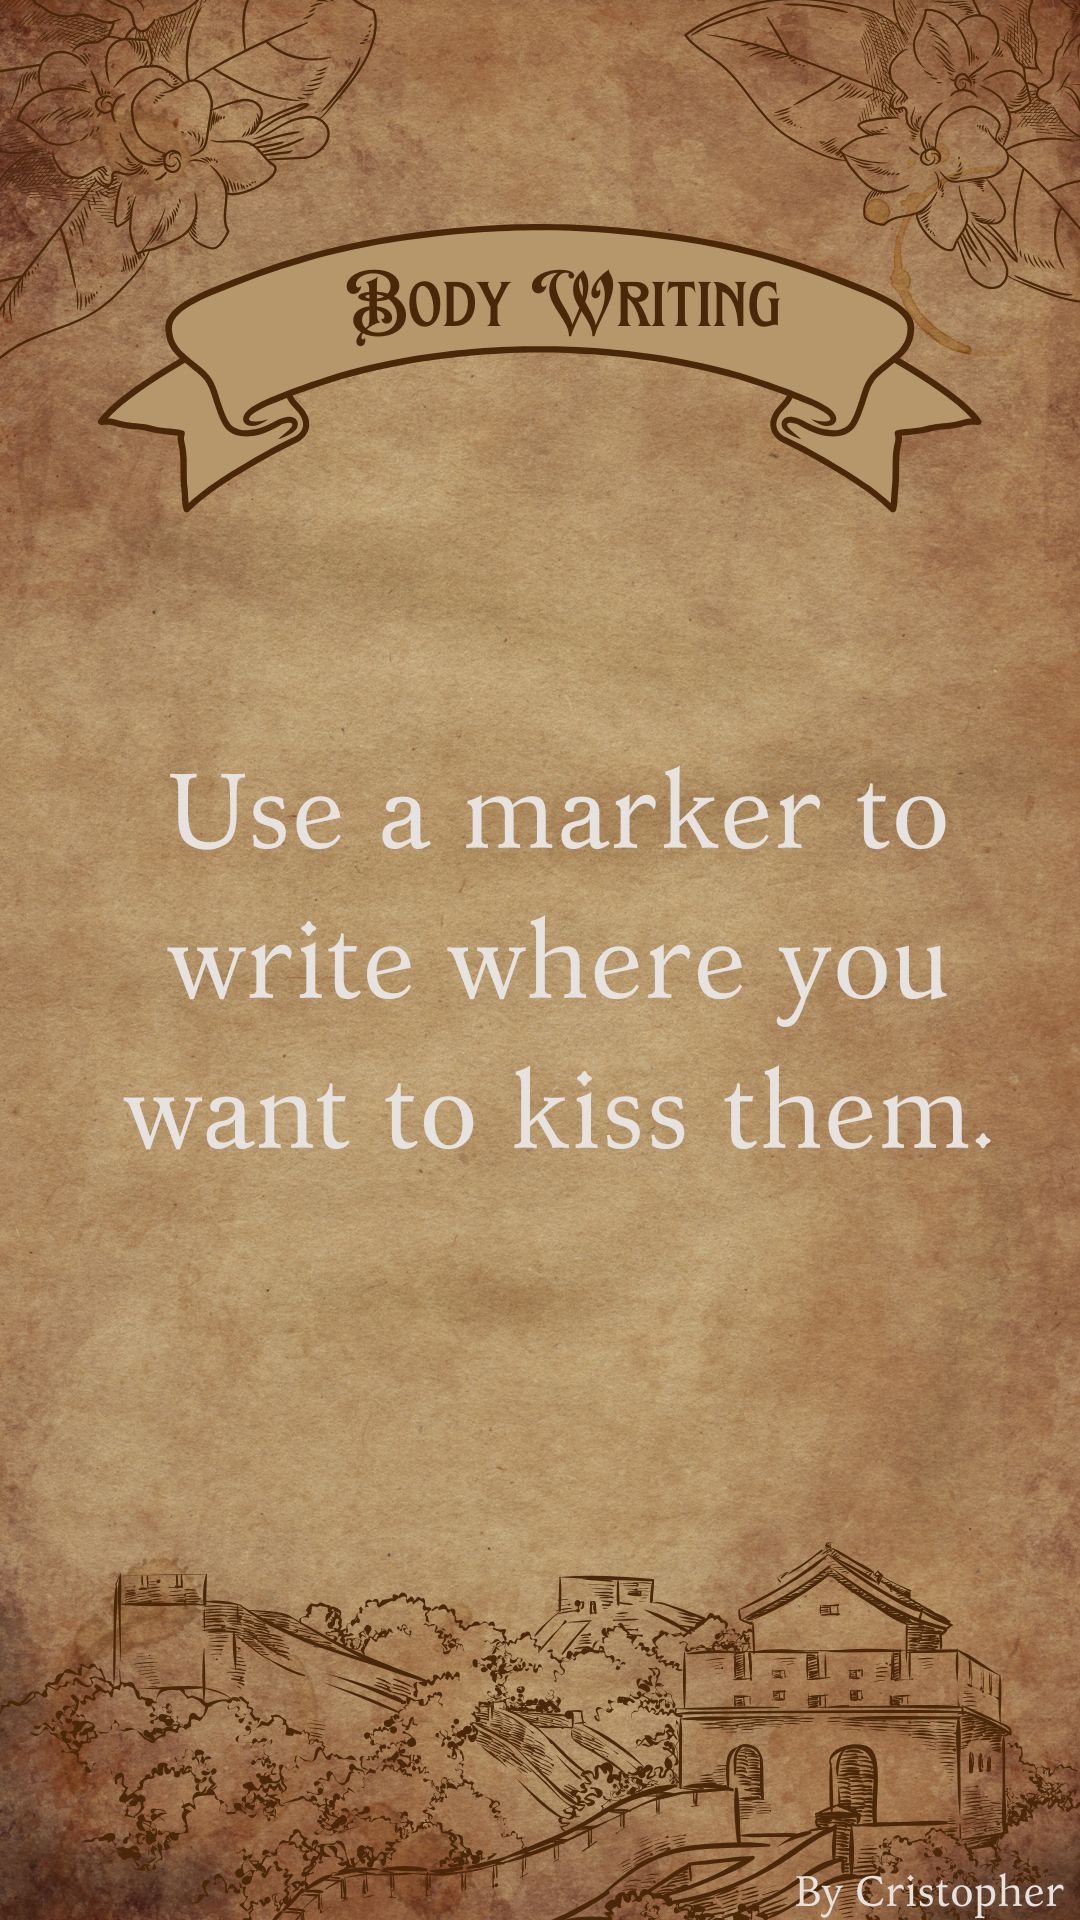 Body Writing
Use a marker to
write where you
want to kiss them.
By Cristopher